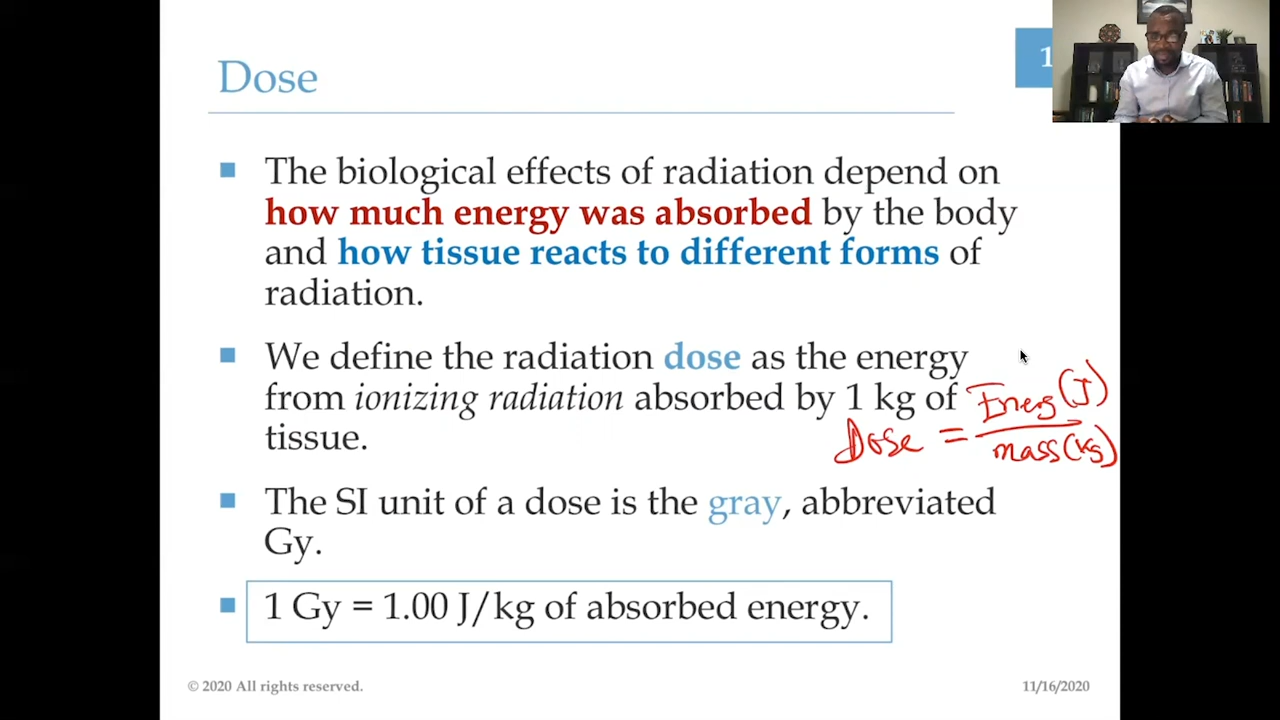 Dose
1
The biological effects of radiation depend on
how much energy was absorbed by the body
and how tissue reacts to different forms of
radiation.
We define the radiation dose as the energy
from ionizing radiation absorbed by 1 kg of
tissue.
Dose = Energ(J)
mass(kg)
The SI unit of a dose is the gray, abbreviated
Gy.
1 Gy = 1.00 J/kg of absorbed energy.
© 2020 All rights reserved.
11/16/2020